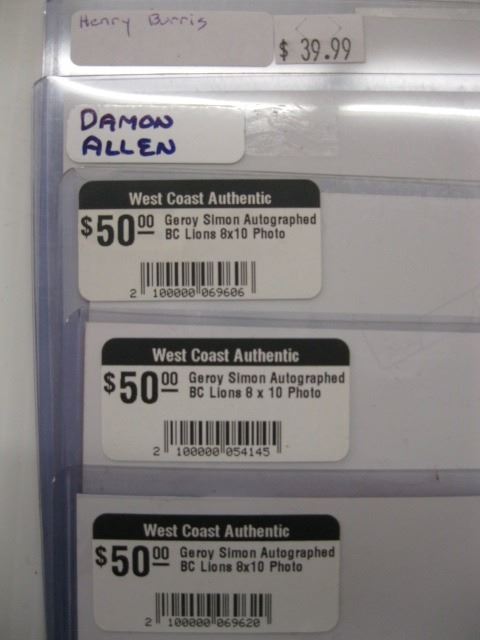 Henry Burris
$ 39.99
DAMON
ALLEN
West Coast Authentic
$50 00 Geroy Simon Autographed
BC Lions 8x10 Photo
2 100000 069606
West Coast Authentic
$50 00 Geroy Simon Autographed
BC Lions 8 x 10 Photo
2 100000 054145
West Coast Authentic
$50 00 Geroy Simon Autographed
BC Lions 8x10 Photo
2 100000 069620